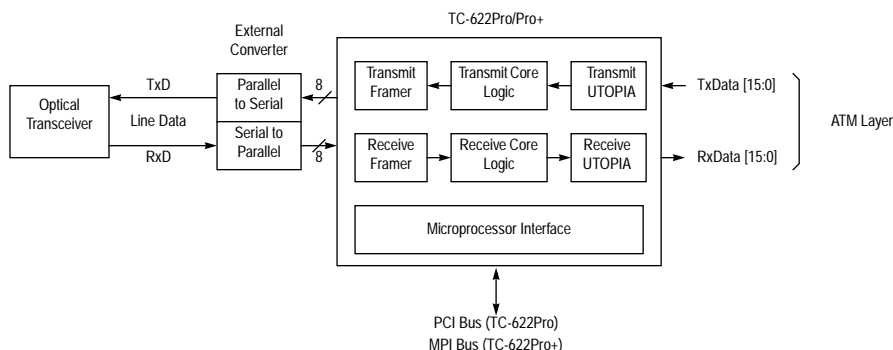 TC-622Pro/Pro+
External
Converter
TxD
Parallel
to Serial
8
Transmit
Framer
Transmit Core
Logic
Transmit
UTOPIA
TxData [15:0]
Optical
Transceiver
Line Data
ATM Layer
RxD
Serial to
Parallel
8
Receive
Framer
Receive Core
Logic
Receive
UTOPIA
RxData [15:0]
Microprocessor Interface
PCI Bus (TC-622Pro)
MPI Bus (TC-622Pro+)